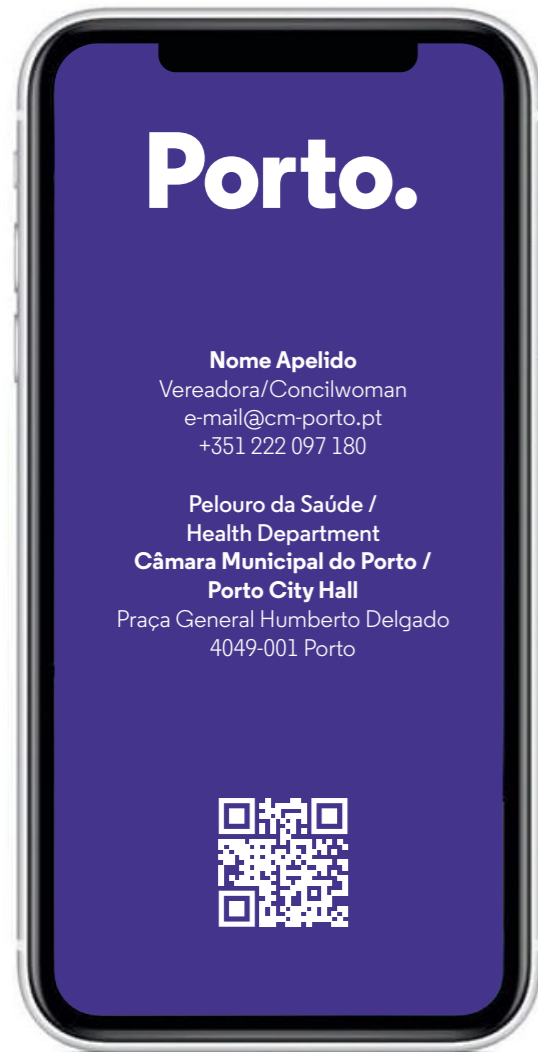 Porto.
Nome Apelido
Vereadora/Concilwoman
e-mail@cm-porto.pt
+351 222 097 180
Pelouro da Saúde /
Health Department
Câmara Municipal do Porto /
Porto City Hall
Praça General Humberto Delgado
4049-001 Porto